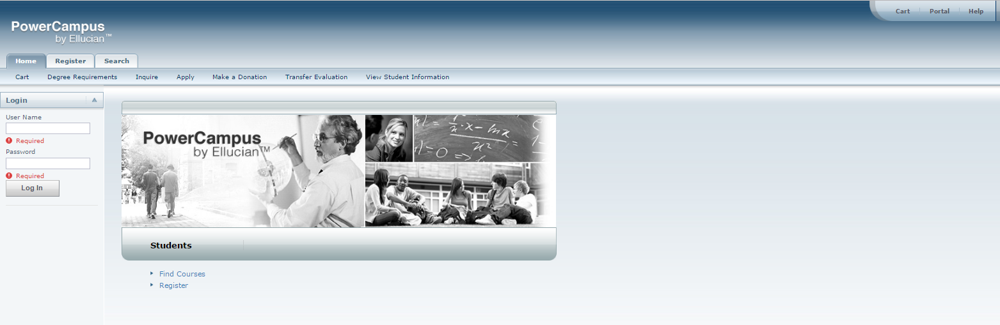 Cart Portal Help
PowerCampus
by Ellucian™
Home Register Search
Cart Degree Requirements Inquire Apply Make a Donation Transfer Evaluation View Student Information
Login
User Name
Required
Password
Required
Log In
PowerCampus
by Ellucian™
Students
Find Courses
Register